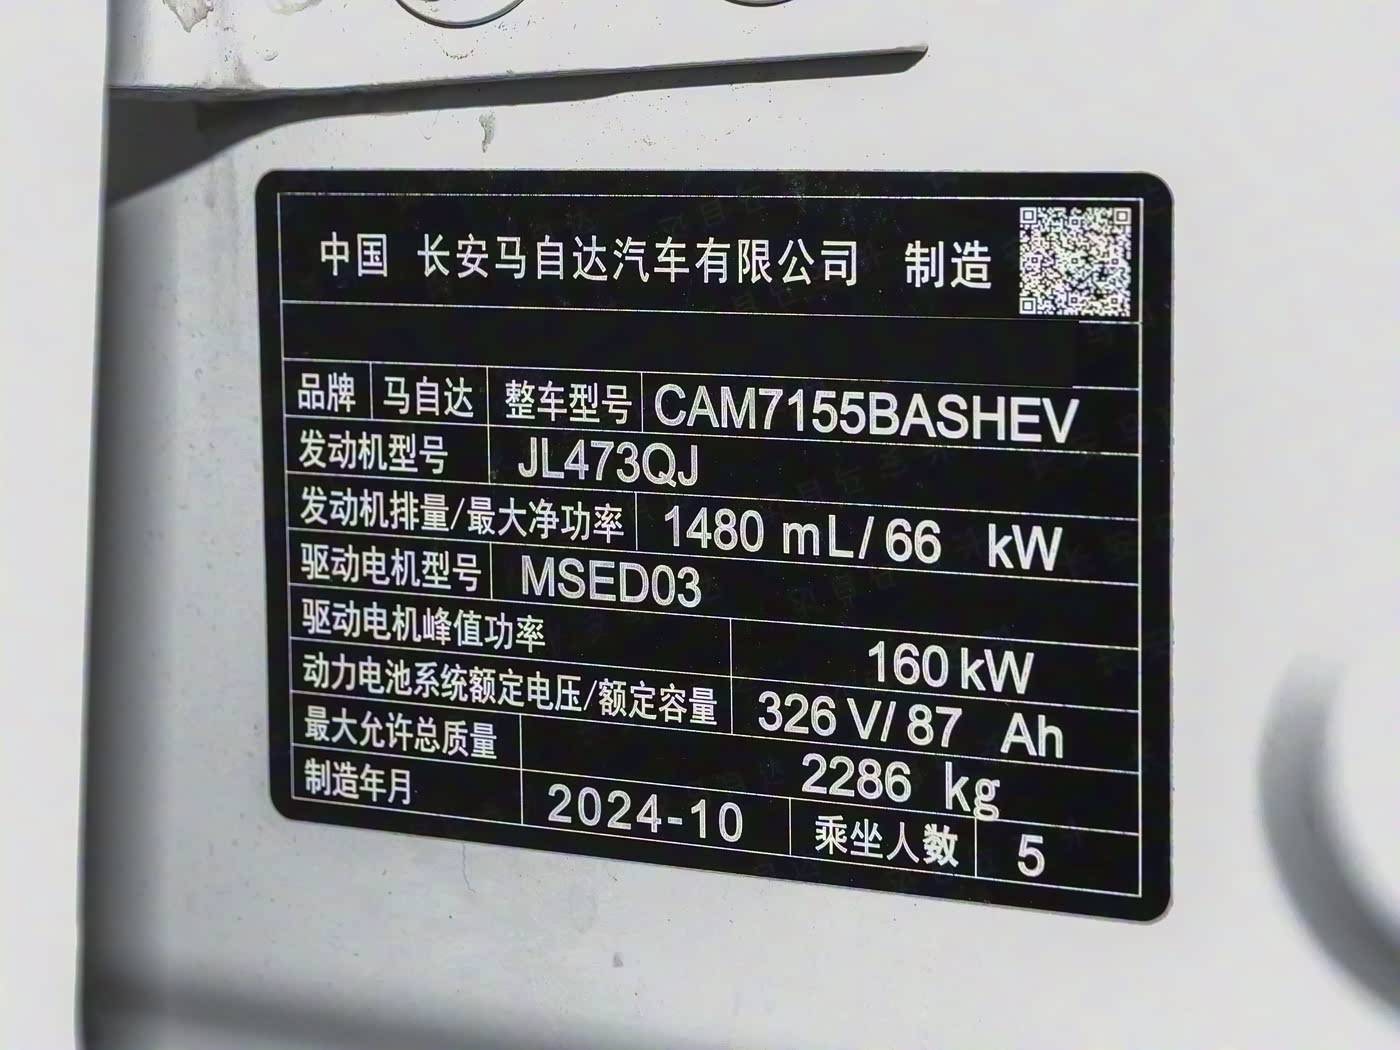 中国 长安马自达汽车有限公司 制造
品牌 马自达 整车型号 CAM7155BASHEV
发动机型号 JL473QJ
发动机排量/最大净功率 1480 mL/ 66 kW
驱动电机型号 MSED03
驱动电机峰值功率 160 kW
动力电池系统额定电压/额定容量 326 V/ 87 Ah
最大允许总质量 2286 kg
制造年月 2024-10 乘坐人数 5